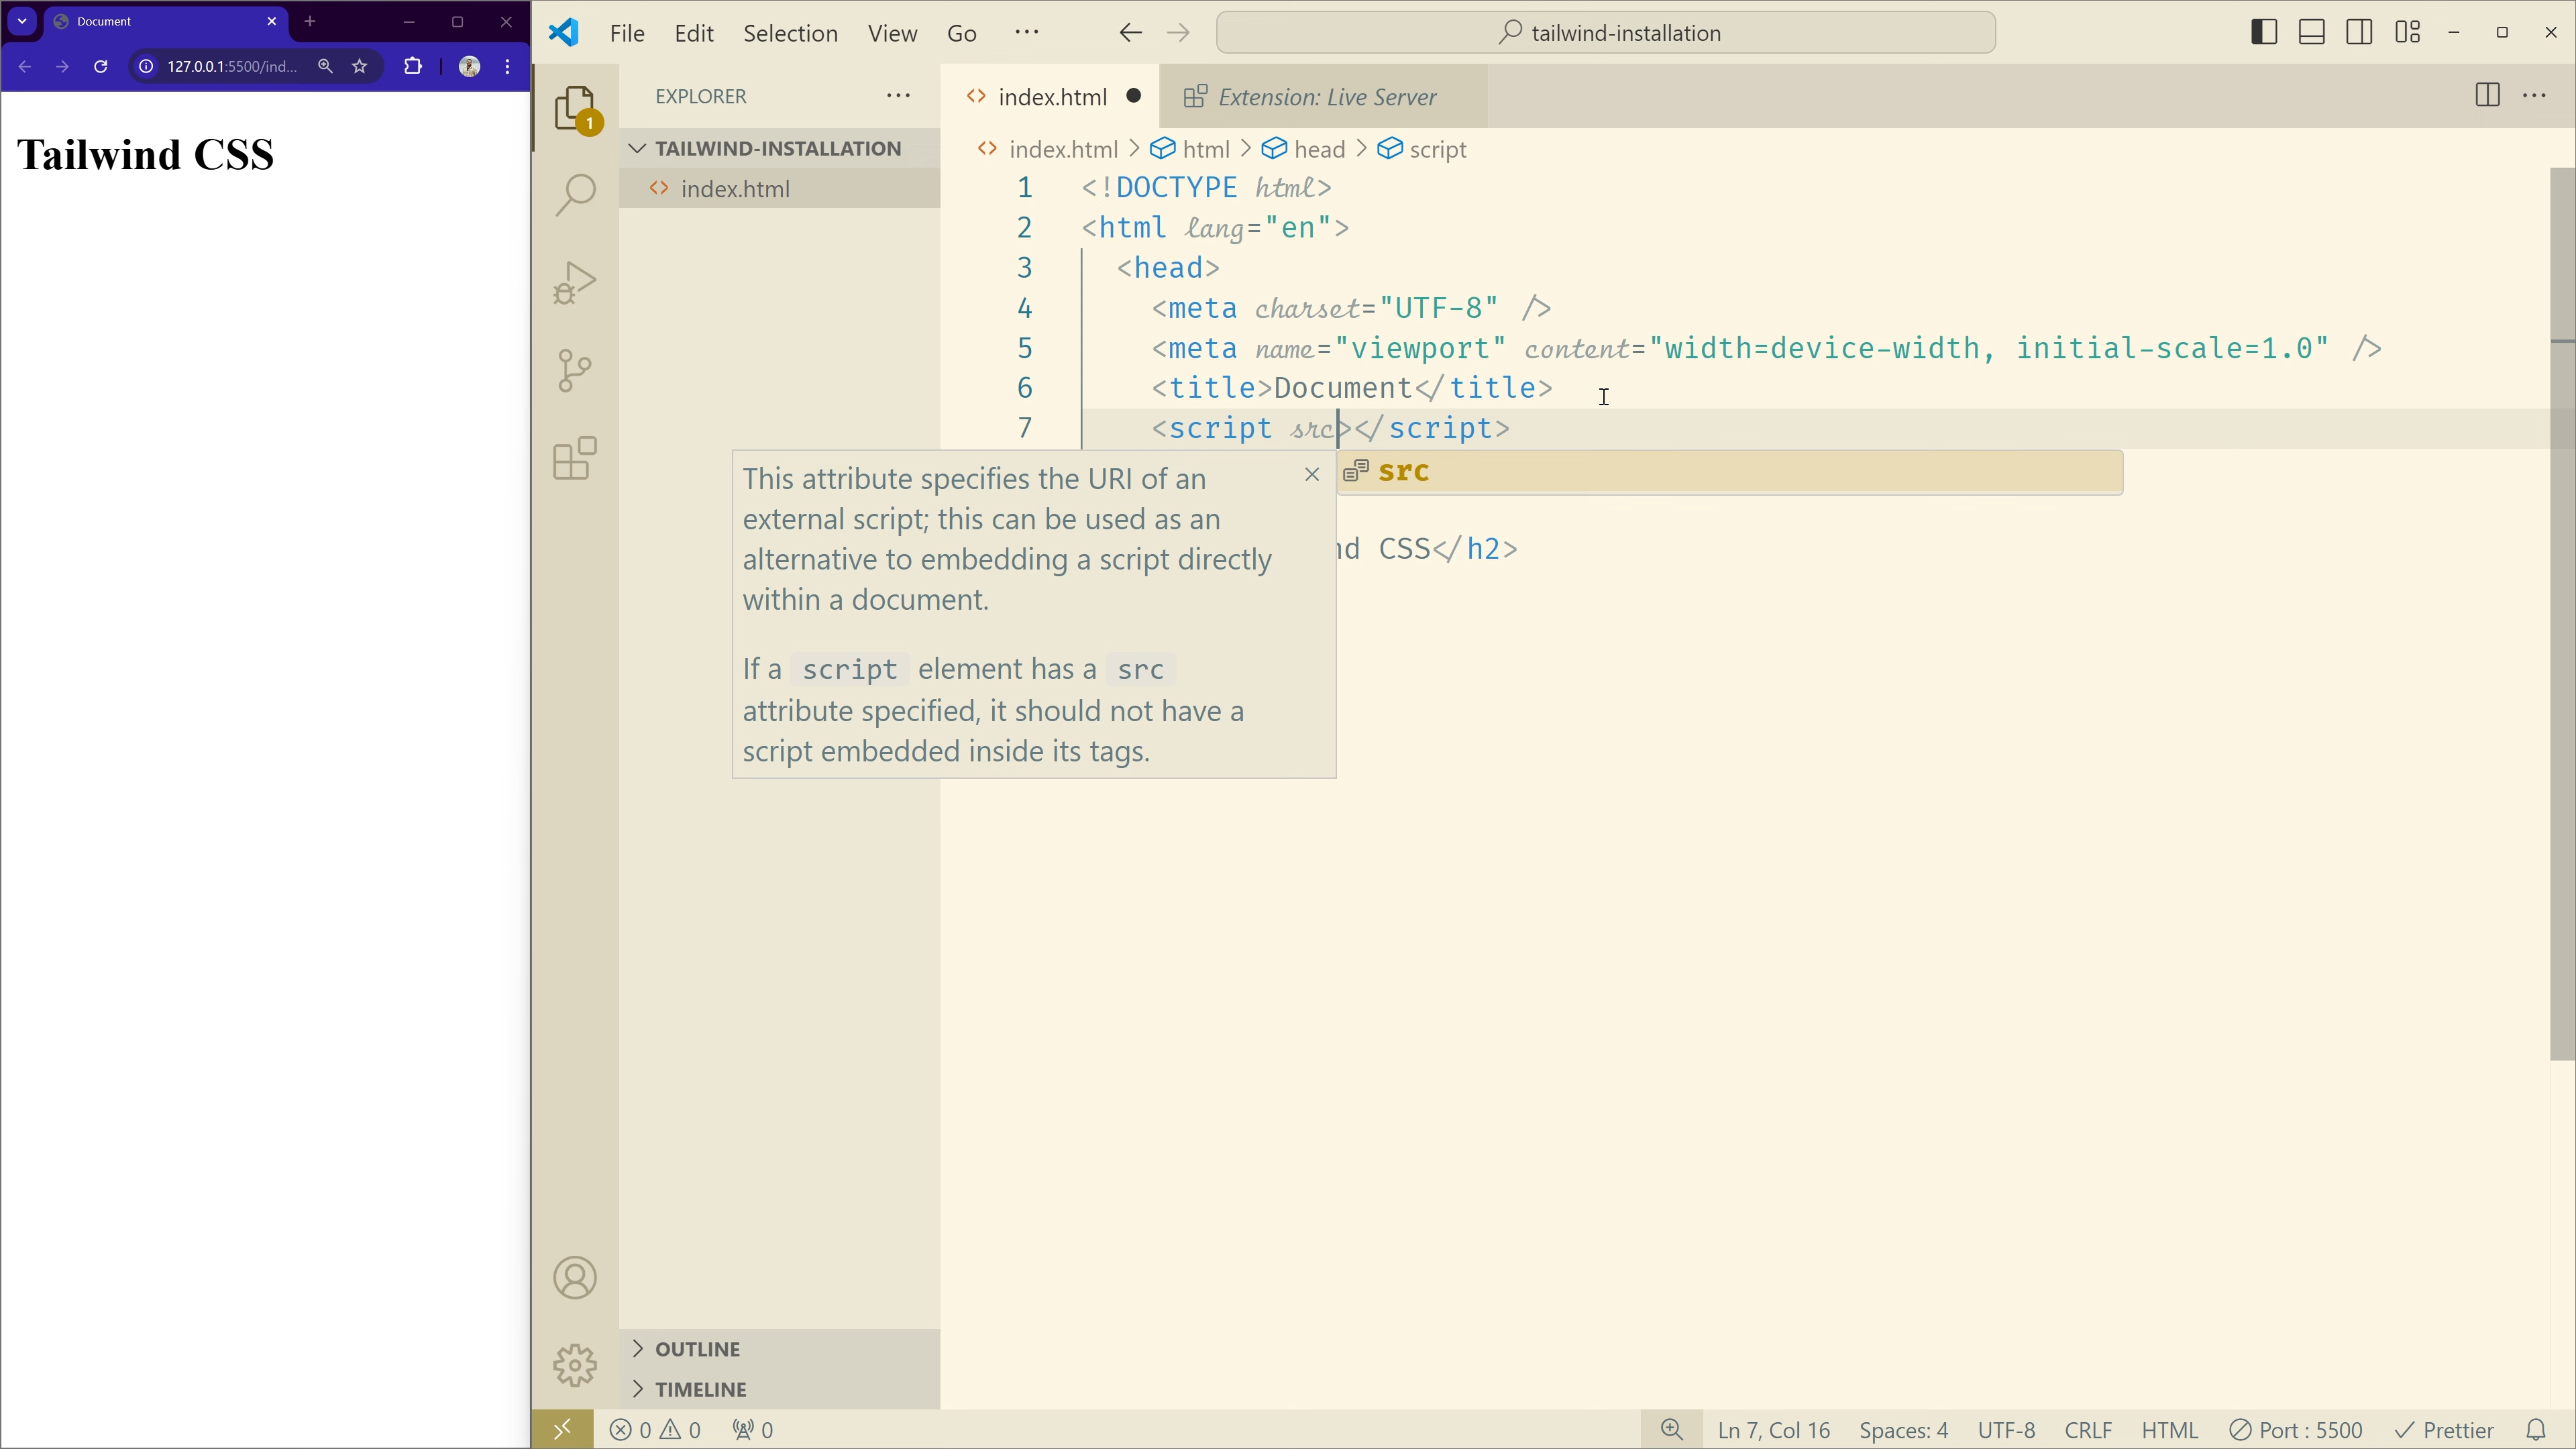 Document
127.0.0.1:5500/ind...
Tailwind CSS
File Edit Selection View Go ···
tailwind-installation
1
EXPLORER ···
TAILWIND-INSTALLATION
index.html
OUTLINE
TIMELINE
index.html
Extension: Live Server
index.html > html > head > script
1 <!DOCTYPE html>
2 <html lang="en">
3 <head>
4 <meta charset="UTF-8" />
5 <meta name="viewport" content="width=device-width, initial-scale=1.0" />
6 <title>Document</title>
7 <script src></script>
src
This attribute specifies the URI of an
external script; this can be used as an
alternative to embedding a script directly
within a document.
If a script element has a src
attribute specified, it should not have a
script embedded inside its tags.
CSS</h2>
0 0 0
Ln 7, Col 16 Spaces: 4 UTF-8 CRLF HTML Port : 5500 Prettier